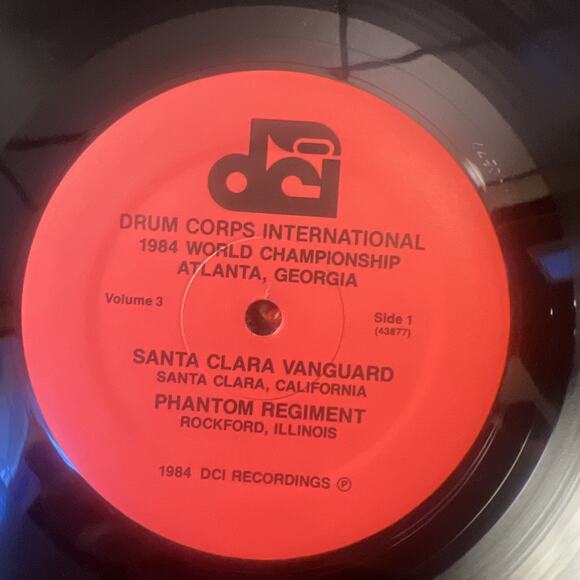 dci
DRUM CORPS INTERNATIONAL
1984 WORLD CHAMPIONSHIP
ATLANTA, GEORGIA
Volume 3
Side 1
(43877)
SANTA CLARA VANGUARD
SANTA CLARA, CALIFORNIA
PHANTOM REGIMENT
ROCKFORD, ILLINOIS
1984 DCI RECORDINGS ℗